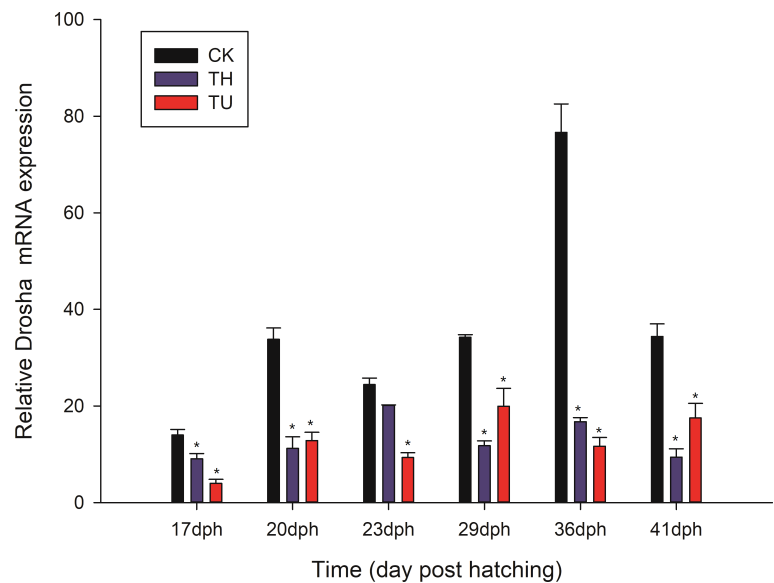 100
80
60
40
20
0
Relative Drosha mRNA expression
CK
TH
TU
* * * * * * * * * * *
17dph 20dph 23dph 29dph 36dph 41dph
Time (day post hatching)